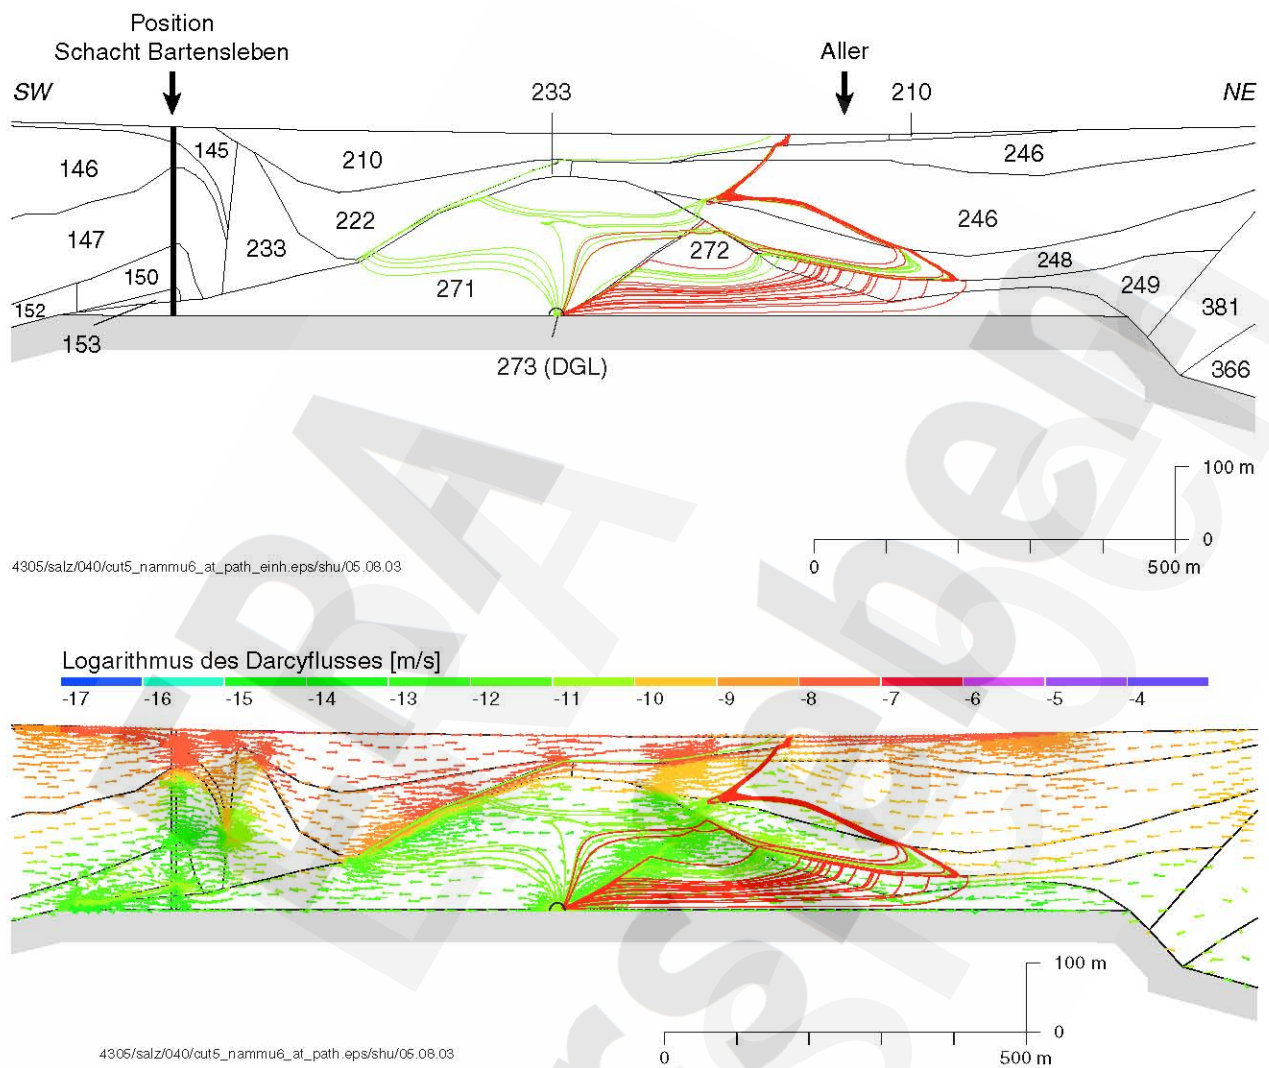 Position
Schacht Bartensleben
Aller
SW
233
210
NE
145
146
210
246
222
246
147
233
272
248
271
249
150
381
152
153
273 (DGL)
366
100 m
0
0
500 m
4305/salz/040/cut5_nammu6_at_path_einh.eps/shu/05.08.03
Logarithmus des Darcyflusses [m/s]
-17 -16 -15 -14 -13 -12 -11 -10 -9 -8 -7 -6 -5 -4
100 m
0
0
500 m
4305/salz/040/cut5_nammu6_at_path.eps/shu/05.08.03